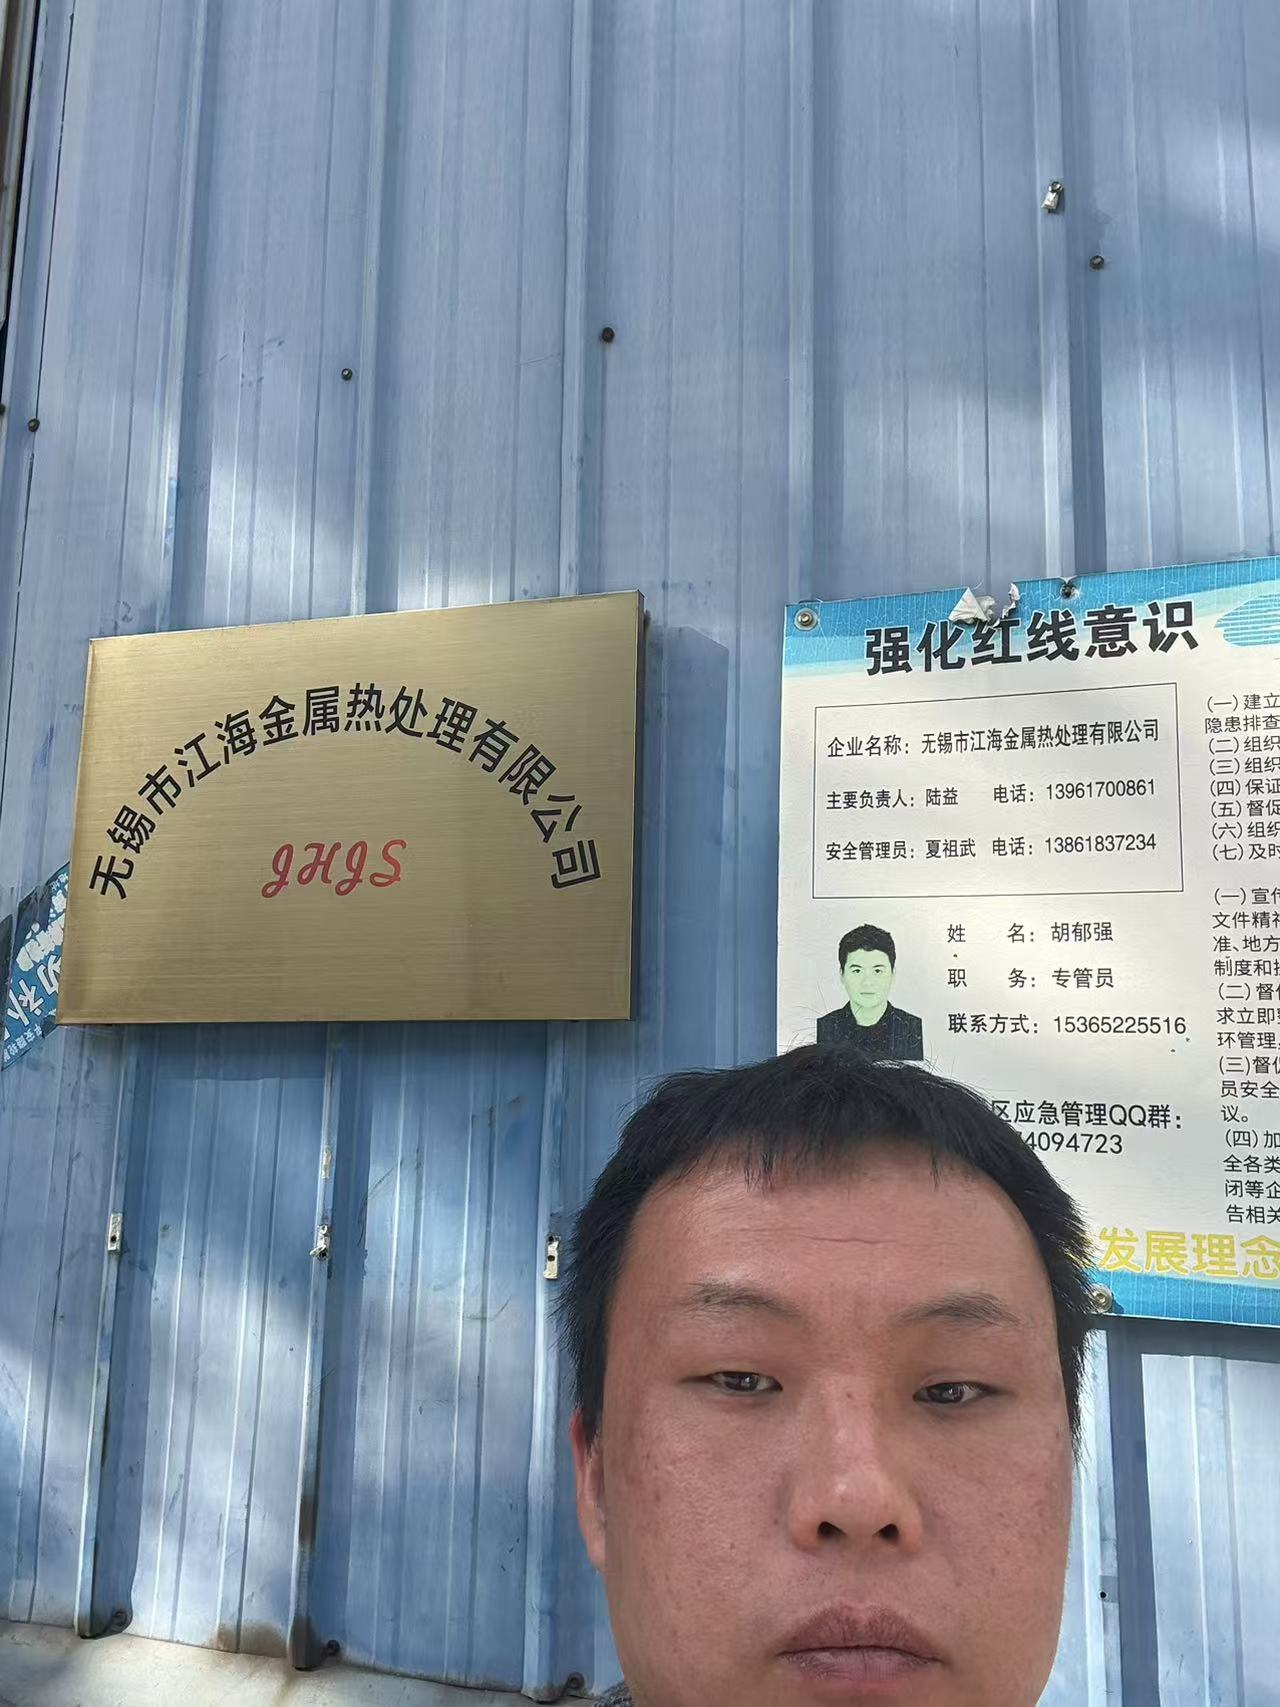 无锡市江海金属热处理有限公司
JHJS
强化红线意识
企业名称：无锡市江海金属热处理有限公司
主要负责人：陆益 电话：13961700861
安全管理员：夏祖武 电话：13861837234
姓 名：胡郁强
职 务：专管员
联系方式：15365225516
区应急管理QQ群：
4094723
(一)建立
隐患排查
(二)组织
(三)组织
(四)保证
(五)督促
(六)组织
(七)及时
(一)宣传
文件精神
准、地方
制度和
(二)督促
求立即
环管理，
(三)督促
员安全
议。
(四)加
全各类
闭等企
告相关
发展理念